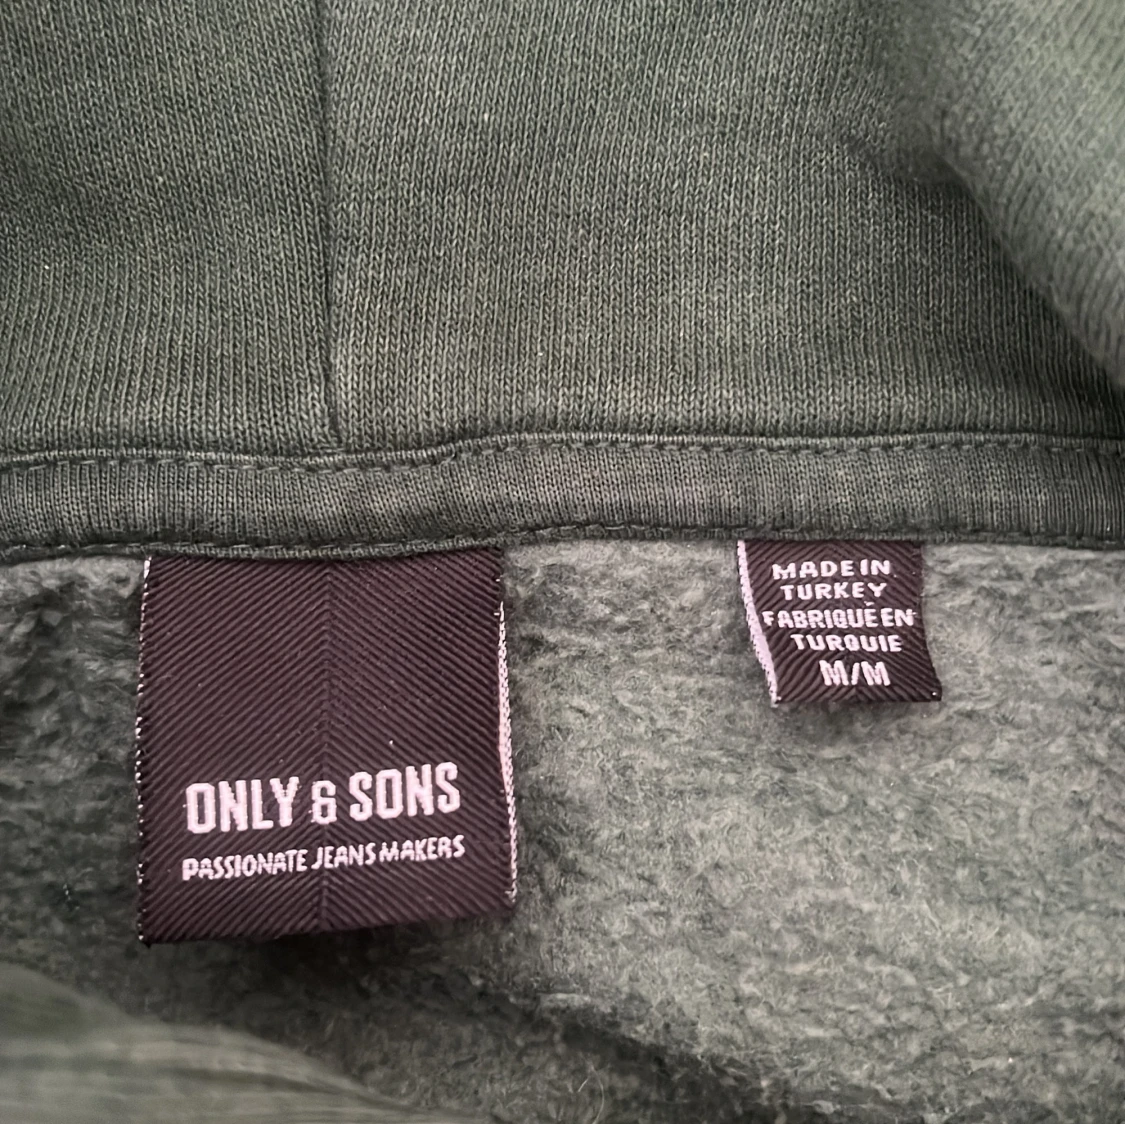 ONLY & SONS
PASSIONATE JEANS MAKERS
MADE IN
TURKEY
FABRIQUÉ EN
TURQUIE
M/M